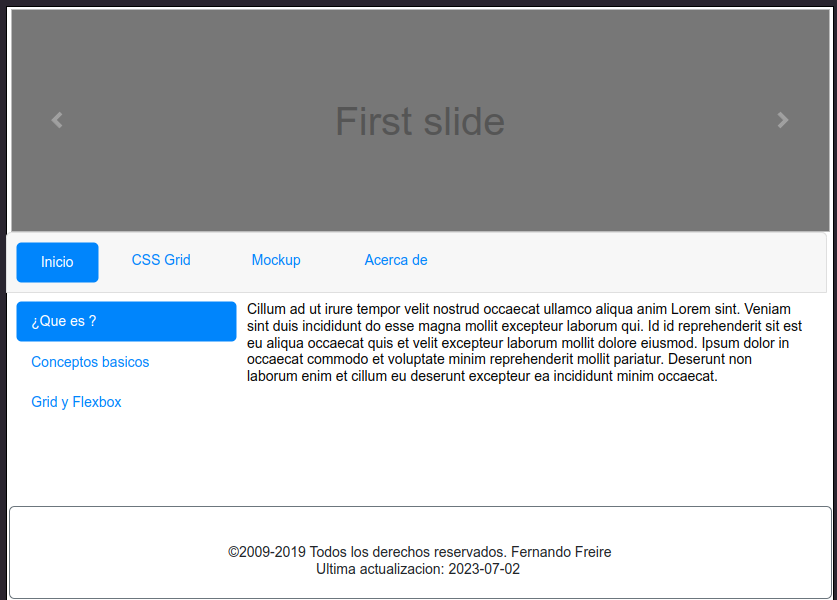 First slide
Inicio CSS Grid Mockup Acerca de
¿Que es ?
Conceptos basicos
Grid y Flexbox
Cillum ad ut irure tempor velit nostrud occaecat ullamco aliqua anim Lorem sint. Veniam
sint duis incididunt do esse magna mollit excepteur laborum qui. Id id reprehenderit sit est
eu aliqua occaecat quis et velit excepteur laborum mollit dolore eiusmod. Ipsum dolor in
occaecat commodo et voluptate minim reprehenderit mollit pariatur. Deserunt non
laborum enim et cillum eu deserunt excepteur ea incididunt minim occaecat.
©2009-2019 Todos los derechos reservados. Fernando Freire
Ultima actualizacion: 2023-07-02